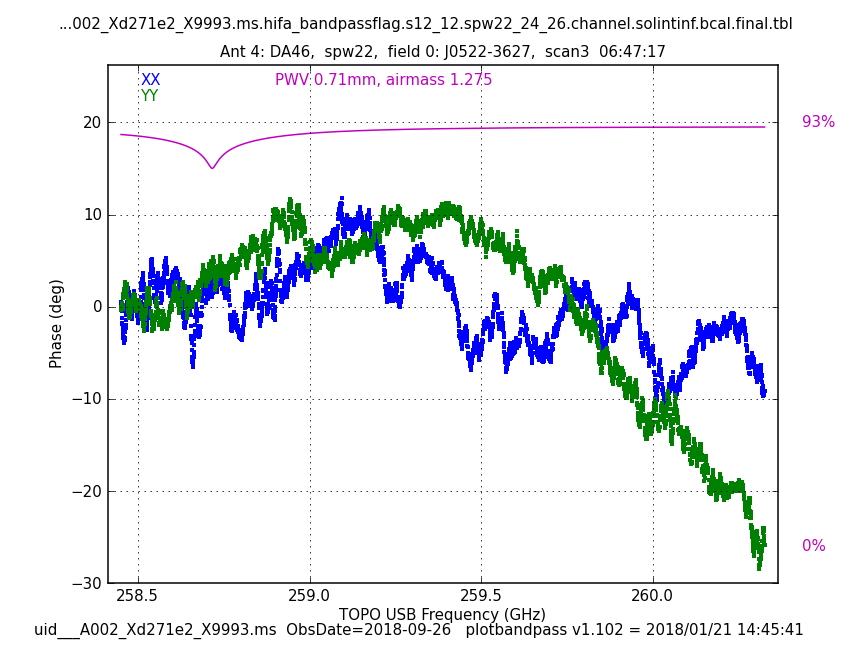 ...002_Xd271e2_X9993.ms.hifa_bandpassflag.s12_12.spw22_24_26.channel.solintinf.bcal.final.tbl
Ant 4: DA46,  spw22,  field 0: J0522-3627,  scan3  06:47:17
XX
PWV 0.71mm, airmass 1.275
YY
93%
0%
20
10
0
−10
−20
−30
Phase (deg)
258.5
259.0
259.5
260.0
TOPO USB Frequency (GHz)
uid___A002_Xd271e2_X9993.ms  ObsDate=2018-09-26   plotbandpass v1.102 = 2018/01/21 14:45:41